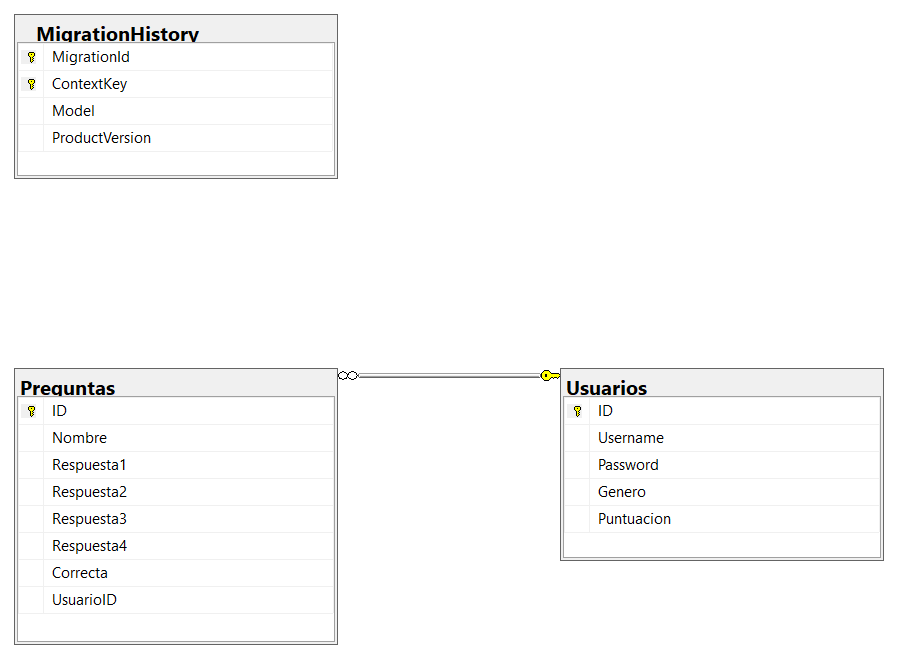 MigrationHistory
MigrationId
ContextKey
Model
ProductVersion
Preguntas
ID
Nombre
Respuesta1
Respuesta2
Respuesta3
Respuesta4
Correcta
UsuarioID
Usuarios
ID
Username
Password
Genero
Puntuacion